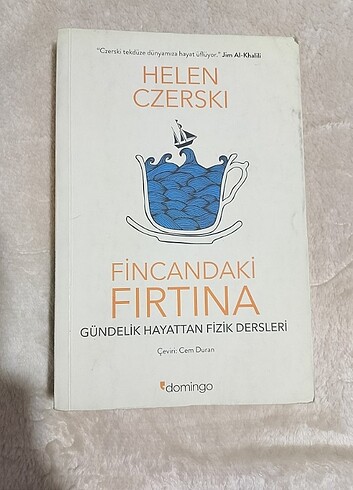 "Czerski tekdüze dünyamıza hayat üflüyor." Jim Al-Khalili
HELEN
CZERSKI
FİNCANDAKİ
FIRTINA
GÜNDELİK HAYATTAN FİZİK DERSLERİ
Çeviri: Cem Duran
domingo